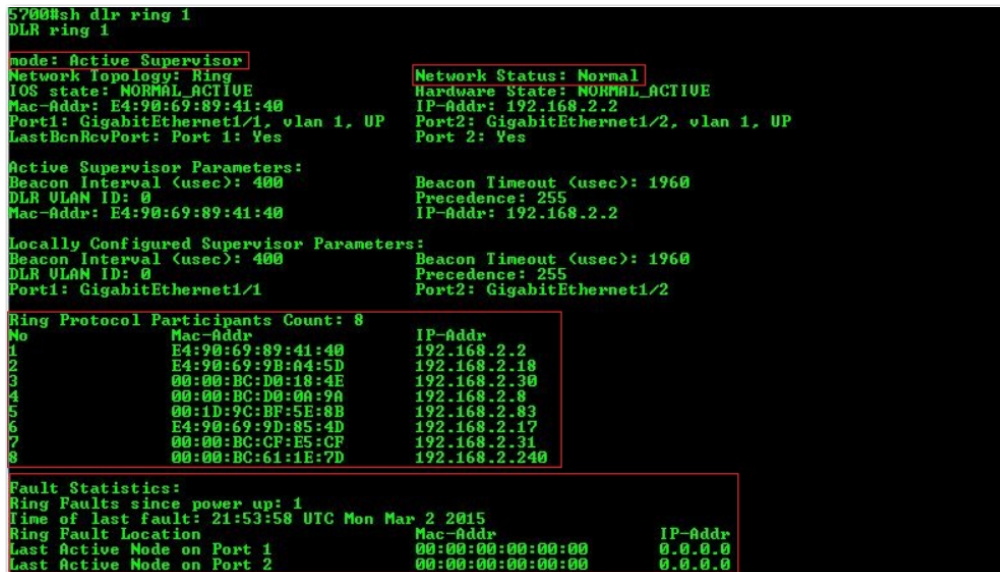 5700#sh dlr ring 1
DLR ring 1
mode: Active Supervisor
Network Topology: Ring Network Status: Normal
IOS state: NORMAL_ACTIVE Hardware State: NORMAL_ACTIVE
Mac-Addr: E4:90:69:89:41:40 IP-Addr: 192.168.2.2
Port1: GigabitEthernet1/1, vlan 1, UP Port2: GigabitEthernet1/2, vlan 1, UP
LastBcnRcvPort: Port 1: Yes Port 2: Yes
Active Supervisor Parameters:
Beacon Interval (usec): 400 Beacon Timeout (usec): 1960
DLR VLAN ID: 0 Precedence: 255
Mac-Addr: E4:90:69:89:41:40 IP-Addr: 192.168.2.2
Locally Configured Supervisor Parameters:
Beacon Interval (usec): 400 Beacon Timeout (usec): 1960
DLR VLAN ID: 0 Precedence: 255
Port1: GigabitEthernet1/1 Port2: GigabitEthernet1/2
Ring Protocol Participants Count: 8
No Mac-Addr IP-Addr
1 E4:90:69:89:41:40 192.168.2.2
2 E4:90:69:9B:A4:5D 192.168.2.18
3 00:00:BC:D0:18:4E 192.168.2.30
4 00:00:BC:D0:0A:9A 192.168.2.8
5 00:1D:9C:BF:5E:8B 192.168.2.83
6 E4:90:69:9D:85:4D 192.168.2.17
7 00:00:BC:CF:E5:CF 192.168.2.31
8 00:00:BC:61:1E:7D 192.168.2.240
Fault Statistics:
Ring Faults since power up: 1
Time of last fault: 21:53:58 UTC Mon Mar 2 2015
Ring Fault Location Mac-Addr IP-Addr
Last Active Node on Port 1 00:00:00:00:00:00 0.0.0.0
Last Active Node on Port 2 00:00:00:00:00:00 0.0.0.0